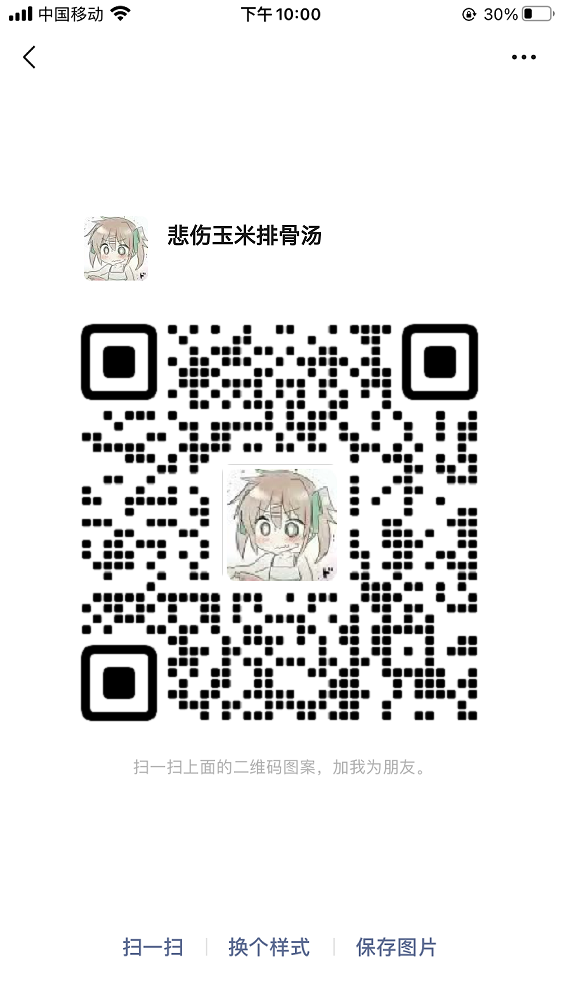 中国移动 下午10:00 30%
悲伤玉米排骨汤
扫一扫上面的二维码图案，加我为朋友。
扫一扫 换个样式 保存图片